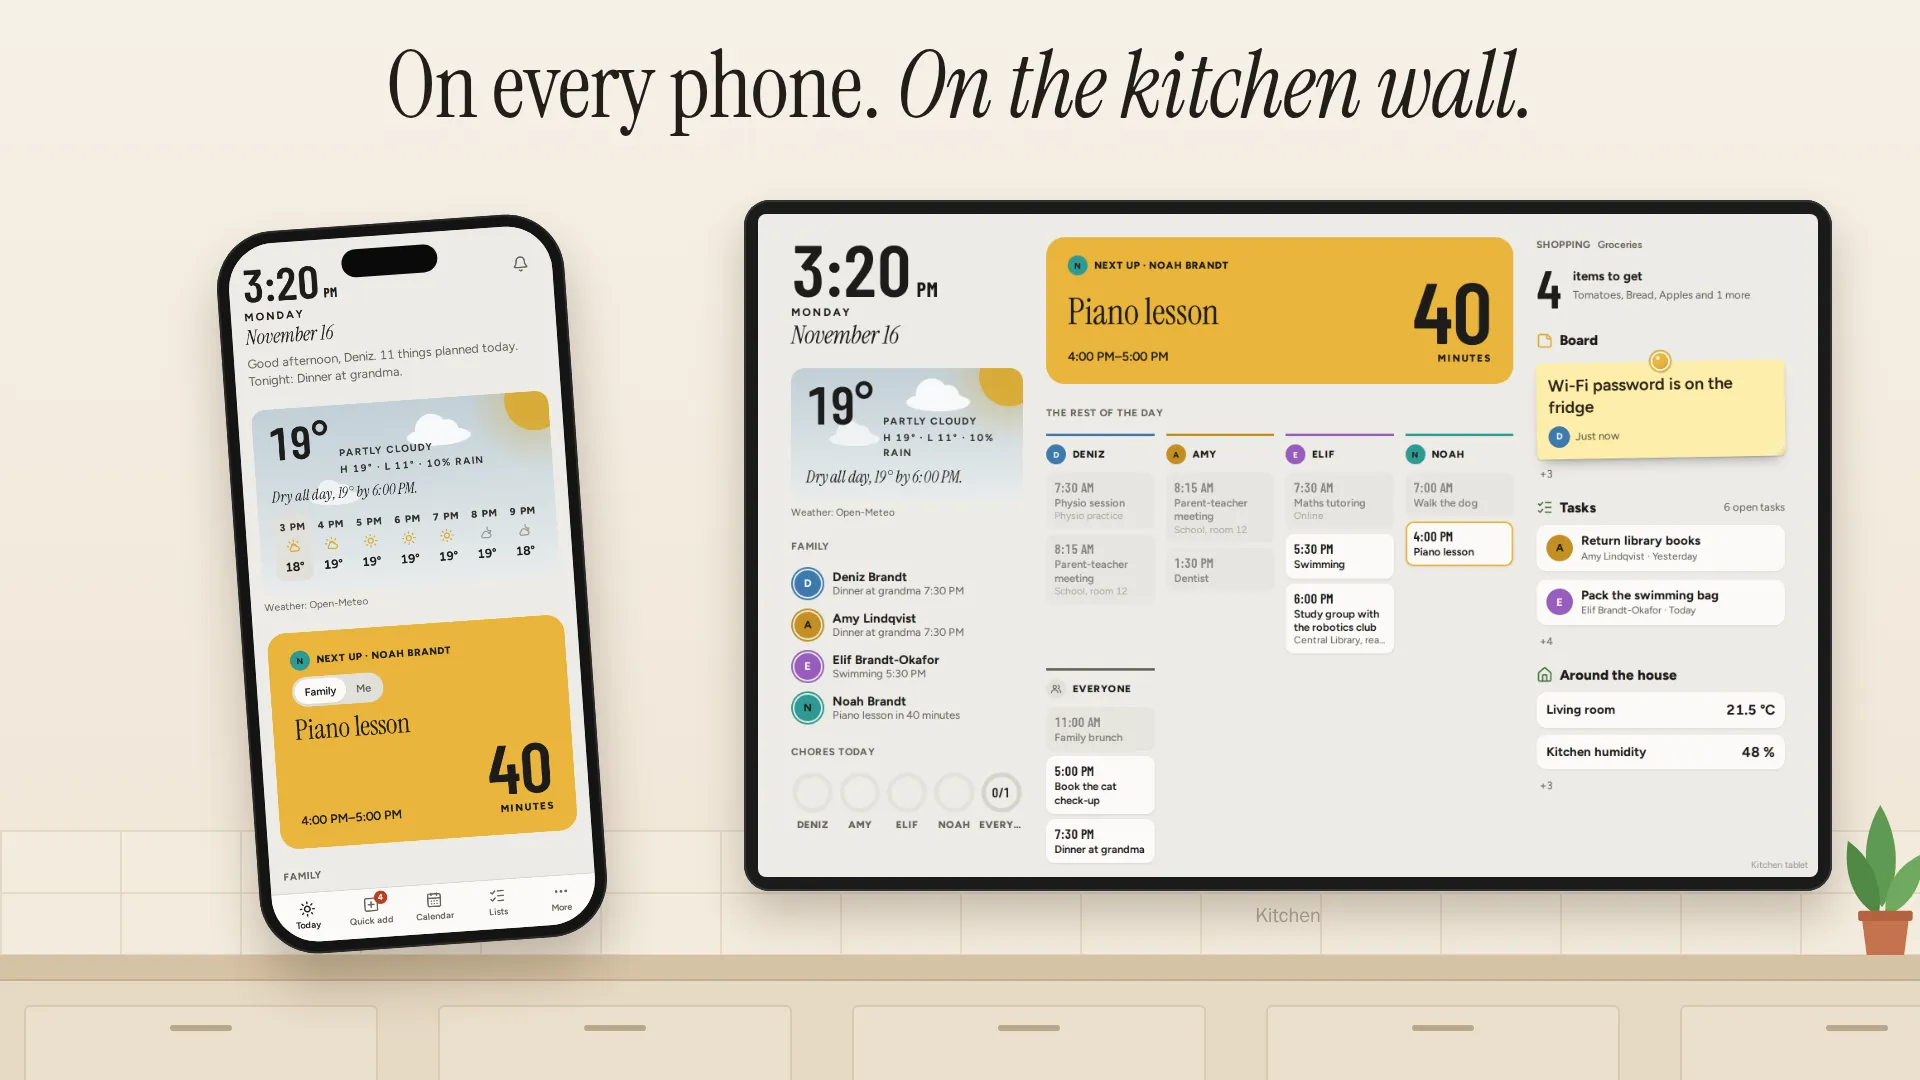 On every phone. On the kitchen wall.
3:20 PM
MONDAY
November 16
Good afternoon, Deniz. 11 things planned today.
Tonight: Dinner at grandma.
19°
PARTLY CLOUDY
H 19° · L 11° · 10% RAIN
Dry all day, 19° by 6:00 PM.
3 PM 4 PM 5 PM 6 PM 7 PM 8 PM 9 PM
18° 19° 19° 19° 19° 19° 18°
Weather: Open-Meteo
N NEXT UP · NOAH BRANDT
Family Me
Piano lesson
40
MINUTES
4:00 PM–5:00 PM
FAMILY
4
Today Quick add Calendar Lists More
3:20 PM
MONDAY
November 16
19°
PARTLY CLOUDY
H 19° · L 11° · 10%
RAIN
Dry all day, 19° by 6:00 PM.
Weather: Open-Meteo
FAMILY
D Deniz Brandt
Dinner at grandma 7:30 PM
A Amy Lindqvist
Dinner at grandma 7:30 PM
E Elif Brandt-Okafor
Swimming 5:30 PM
N Noah Brandt
Piano lesson in 40 minutes
CHORES TODAY
0/1
DENIZ AMY ELIF NOAH EVERY...
N NEXT UP · NOAH BRANDT
Piano lesson
4:00 PM–5:00 PM
40
MINUTES
THE REST OF THE DAY
D DENIZ
7:30 AM
Physio session
Physio practice
8:15 AM
Parent-teacher
meeting
School, room 12
A AMY
8:15 AM
Parent-teacher
meeting
School, room 12
1:30 PM
Dentist
E ELIF
7:30 AM
Maths tutoring
Online
5:30 PM
Swimming
6:00 PM
Study group with
the robotics club
Central Library, rea...
N NOAH
7:00 AM
Walk the dog
4:00 PM
Piano lesson
EVERYONE
11:00 AM
Family brunch
5:00 PM
Book the cat
check-up
7:30 PM
Dinner at grandma
SHOPPING Groceries
4 items to get
Tomatoes, Bread, Apples and 1 more
Board
Wi-Fi password is on the
fridge
D Just now
+3
Tasks 6 open tasks
A Return library books
Amy Lindqvist · Yesterday
E Pack the swimming bag
Elif Brandt-Okafor · Today
+4
Around the house
Living room 21.5 °C
Kitchen humidity 48 %
+3
Kitchen tablet
Kitchen